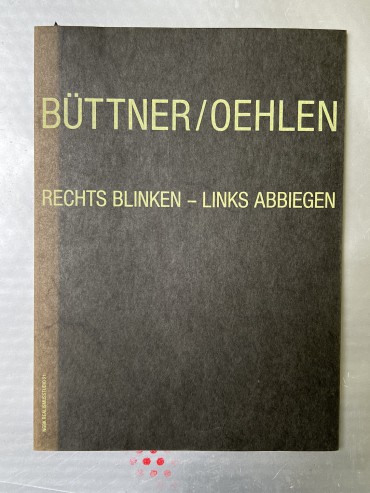 BÜTTNER/OEHLEN
RECHTS BLINKEN – LINKS ABBIEGEN